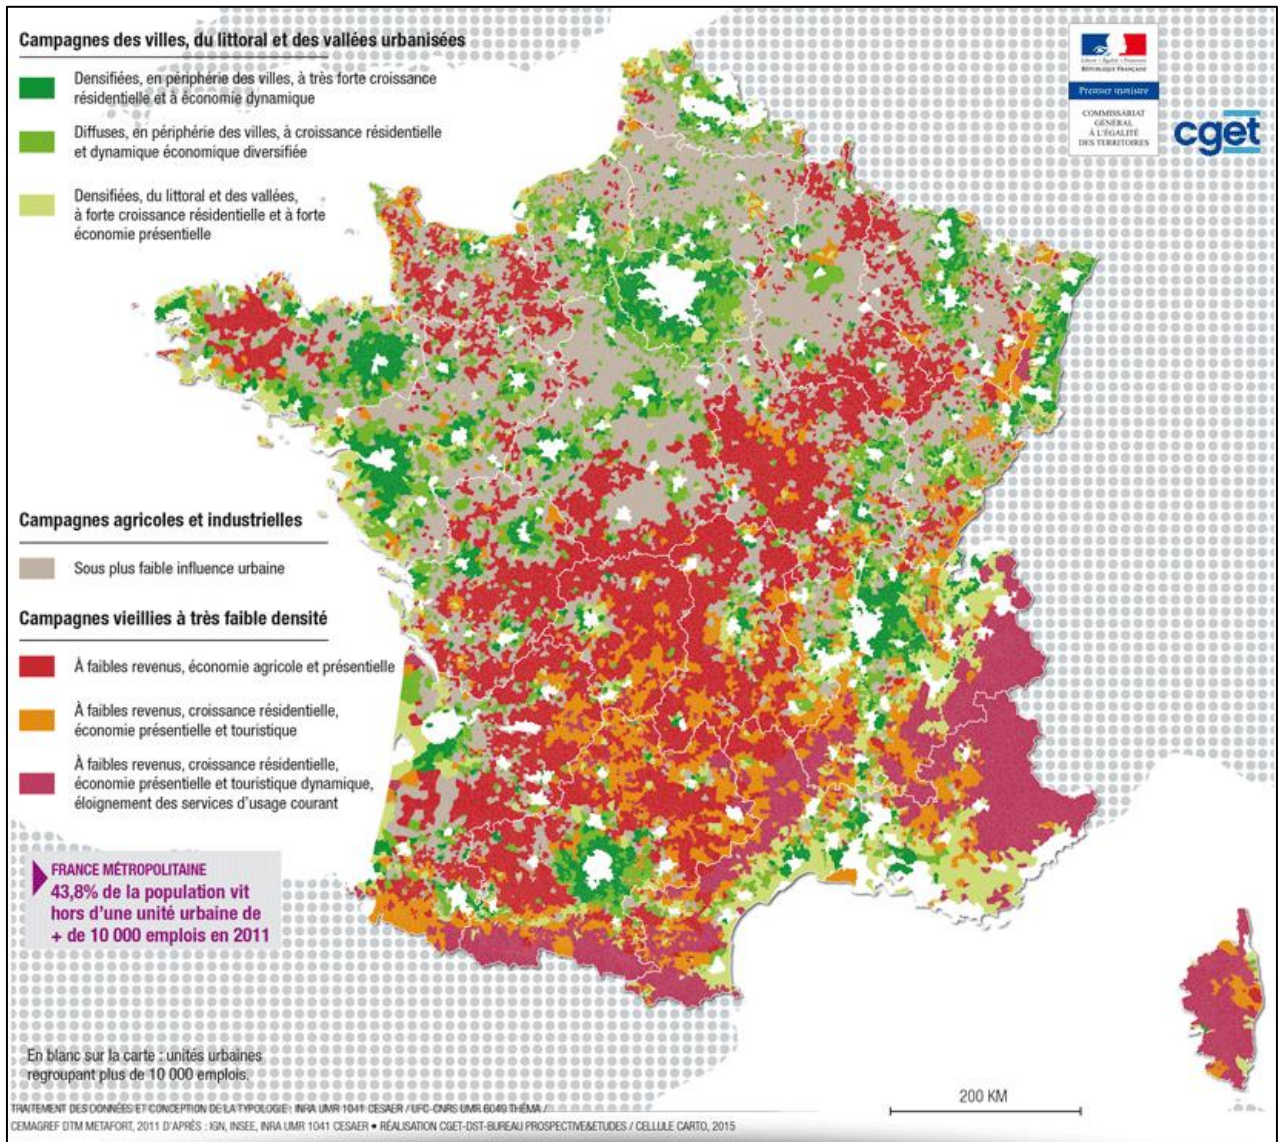 Campagnes des villes, du littoral et des vallées urbanisées
Densifiées, en périphérie des villes, à très forte croissance
résidentielle et à économie dynamique
Diffuses, en périphérie des villes, à croissance résidentielle
et dynamique économique diversifiée
Densifiées, du littoral et des vallées,
à forte croissance résidentielle et à forte
économie présentielle
Campagnes agricoles et industrielles
Sous plus faible influence urbaine
Campagnes vieillies à très faible densité
À faibles revenus, économie agricole et présentielle
À faibles revenus, croissance résidentielle,
économie présentielle et touristique
À faibles revenus, croissance résidentielle,
économie présentielle et touristique dynamique,
éloignement des services d'usage courant
FRANCE MÉTROPOLITAINE
43,8% de la population vit
hors d'une unité urbaine de
+ de 10 000 emplois en 2011
En blanc sur la carte : unités urbaines
regroupant plus de 10 000 emplois.
Liberté • Égalité • Fraternité
RÉPUBLIQUE FRANÇAISE
Premier ministre
COMMISSARIAT
GÉNÉRAL
À L'ÉGALITÉ
DES TERRITOIRES
cget
200 KM
TRAITEMENT DES DONNÉES ET CONCEPTION DE LA TYPOLOGIE : INRA UMR 1041 CESAER / UFC-CNRS UMR 6049 THÉMA /
CEMAGREF DTM METAFORT, 2011 D'APRÈS : IGN, INSEE, INRA UMR 1041 CESAER • RÉALISATION CGET-DST-BUREAU PROSPECTIVE&ETUDES / CELLULE CARTO, 2015